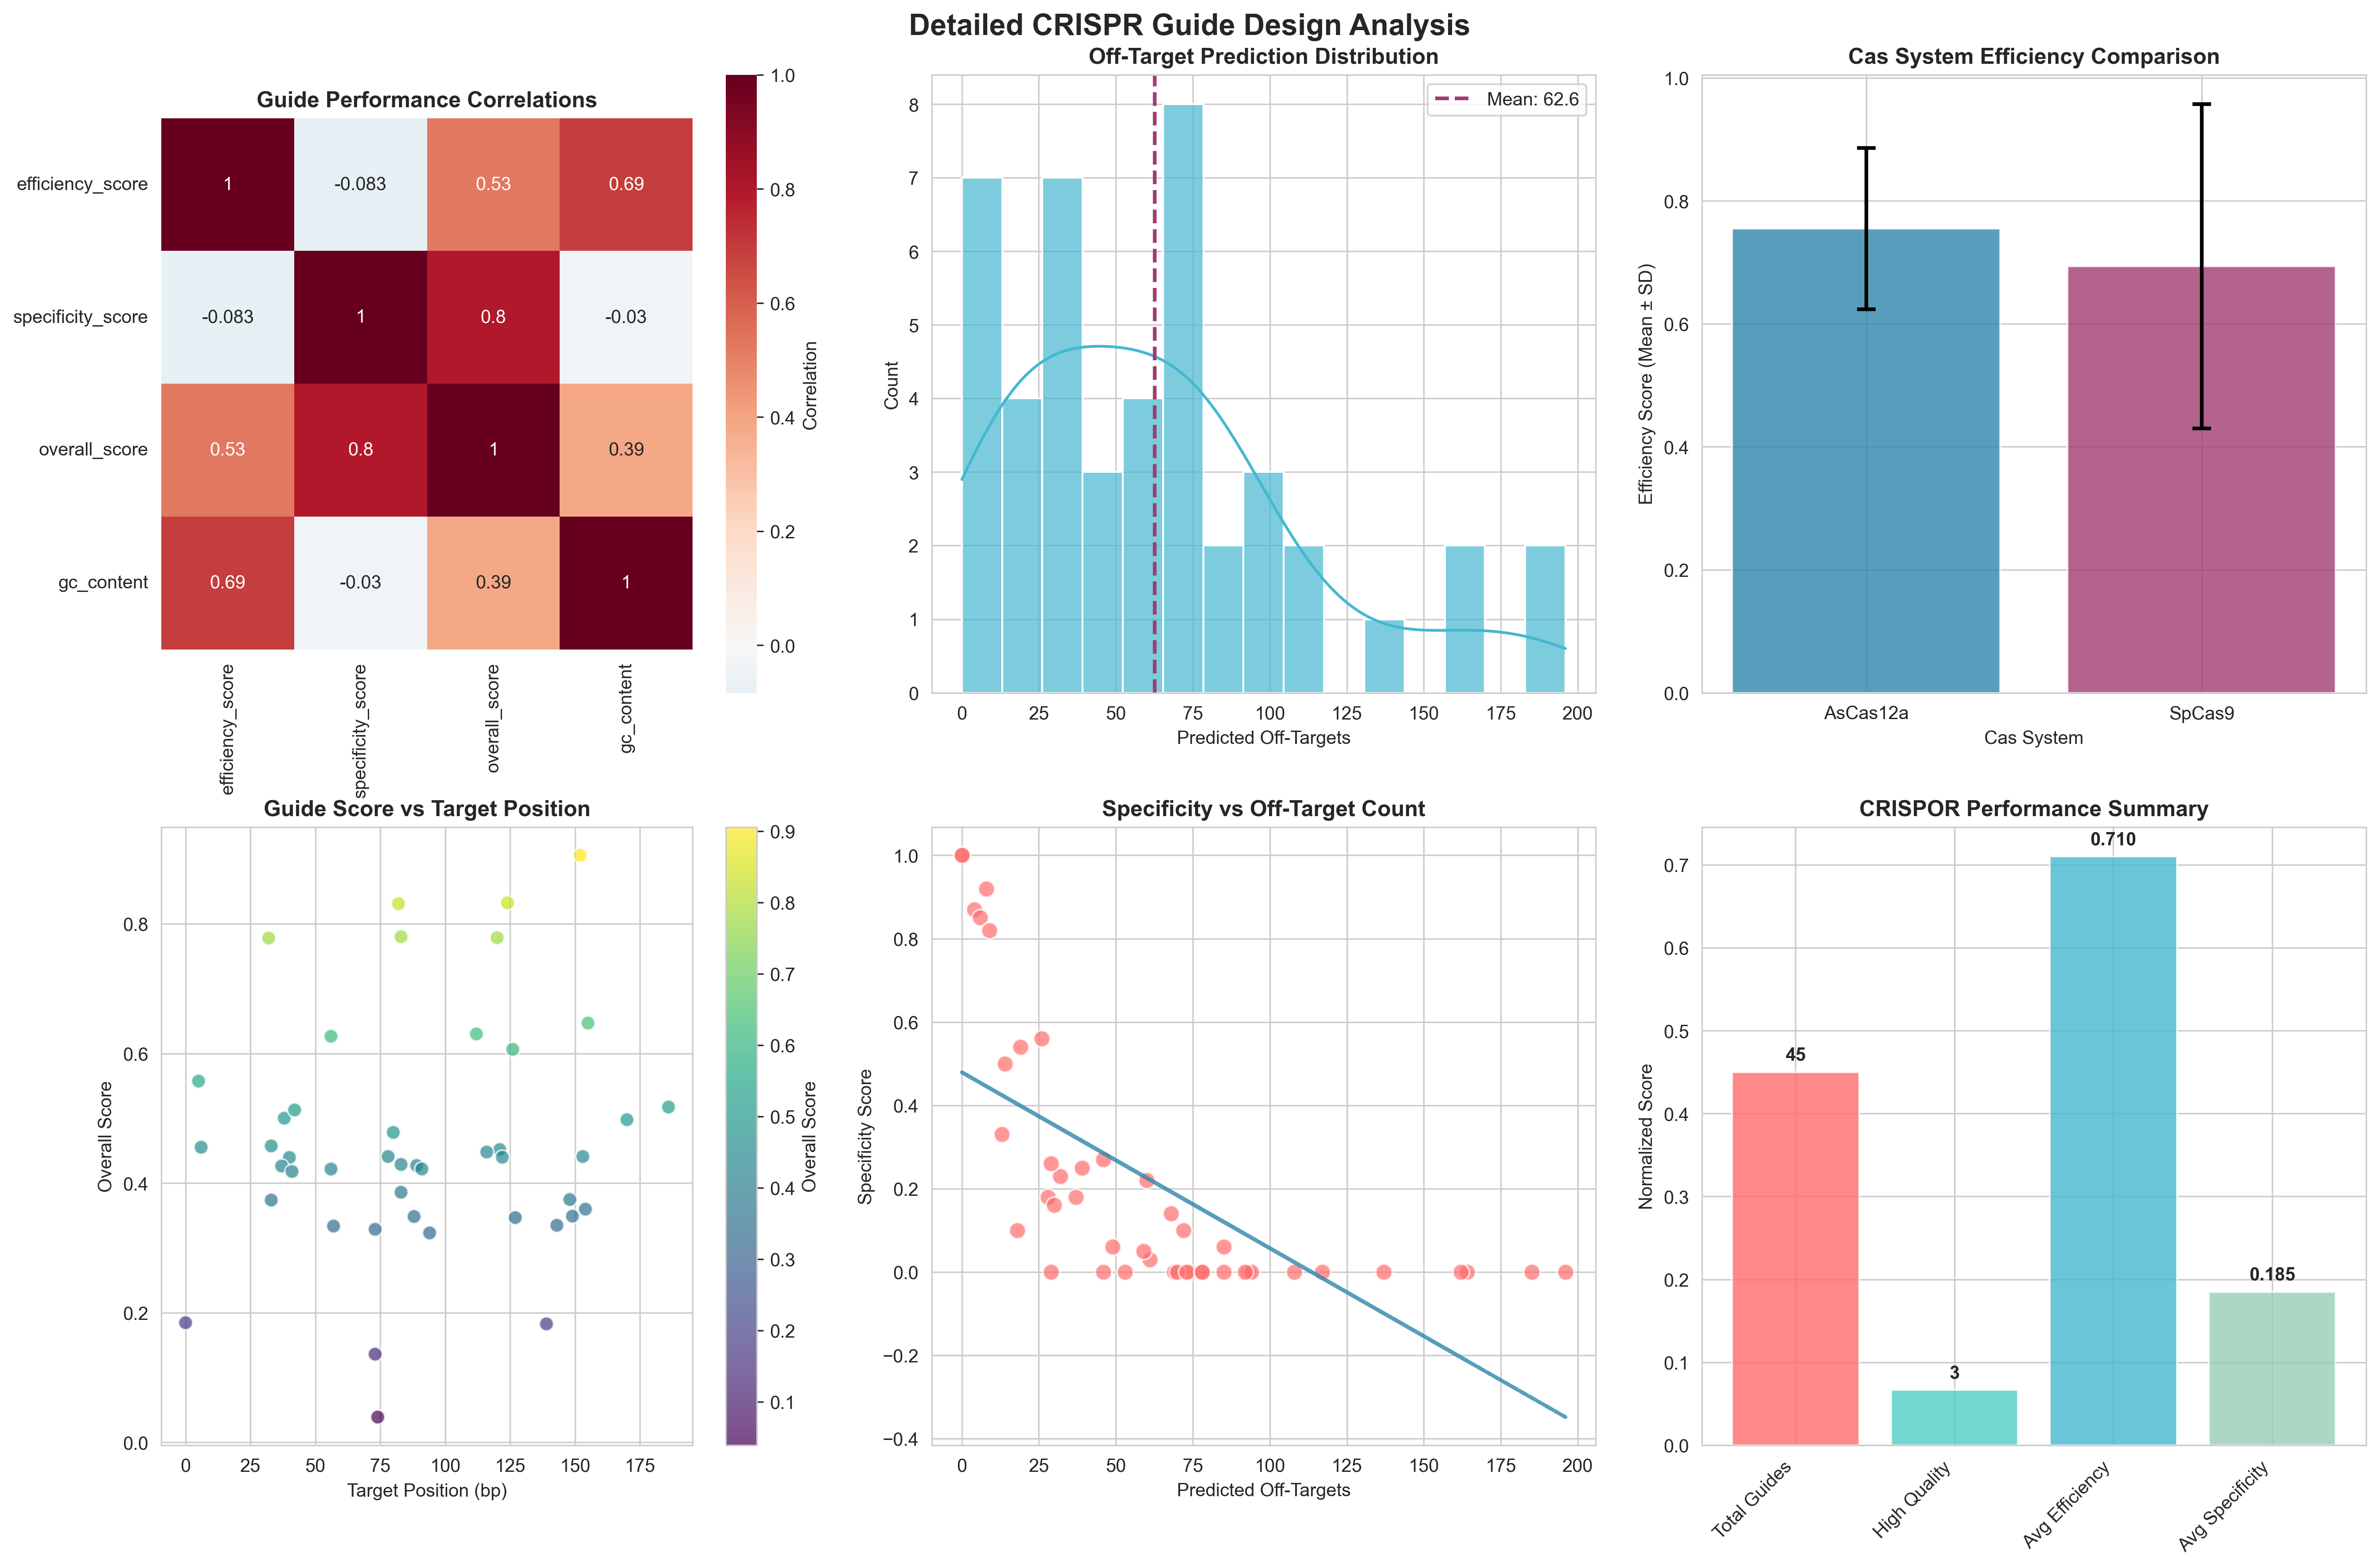 Detailed CRISPR Guide Design Analysis
Guide Performance Correlations
efficiency_score
specificity_score
overall_score
gc_content
1 -0.083 0.53 0.69
-0.083 1 0.8 -0.03
0.53 0.8 1 0.39
0.69 -0.03 0.39 1
efficiency_score
specificity_score
overall_score
gc_content
1.0
0.8
0.6
0.4
0.2
0.0
Correlation
Off-Target Prediction Distribution
Mean: 62.6
8
7
6
5
4
3
2
1
0
Count
0 25 50 75 100 125 150 175 200
Predicted Off-Targets
Cas System Efficiency Comparison
1.0
0.8
0.6
0.4
0.2
0.0
Efficiency Score (Mean ± SD)
AsCas12a SpCas9
Cas System
Guide Score vs Target Position
0.8
0.6
0.4
0.2
0.0
Overall Score
0 25 50 75 100 125 150 175
Target Position (bp)
0.9
0.8
0.7
0.6
0.5
0.4
0.3
0.2
0.1
Overall Score
Specificity vs Off-Target Count
1.0
0.8
0.6
0.4
0.2
0.0
−0.2
−0.4
Specificity Score
0 25 50 75 100 125 150 175 200
Predicted Off-Targets
CRISPOR Performance Summary
0.7
0.6
0.5
0.4
0.3
0.2
0.1
0.0
Normalized Score
45
3
0.710
0.185
Total Guides
High Quality
Avg Efficiency
Avg Specificity